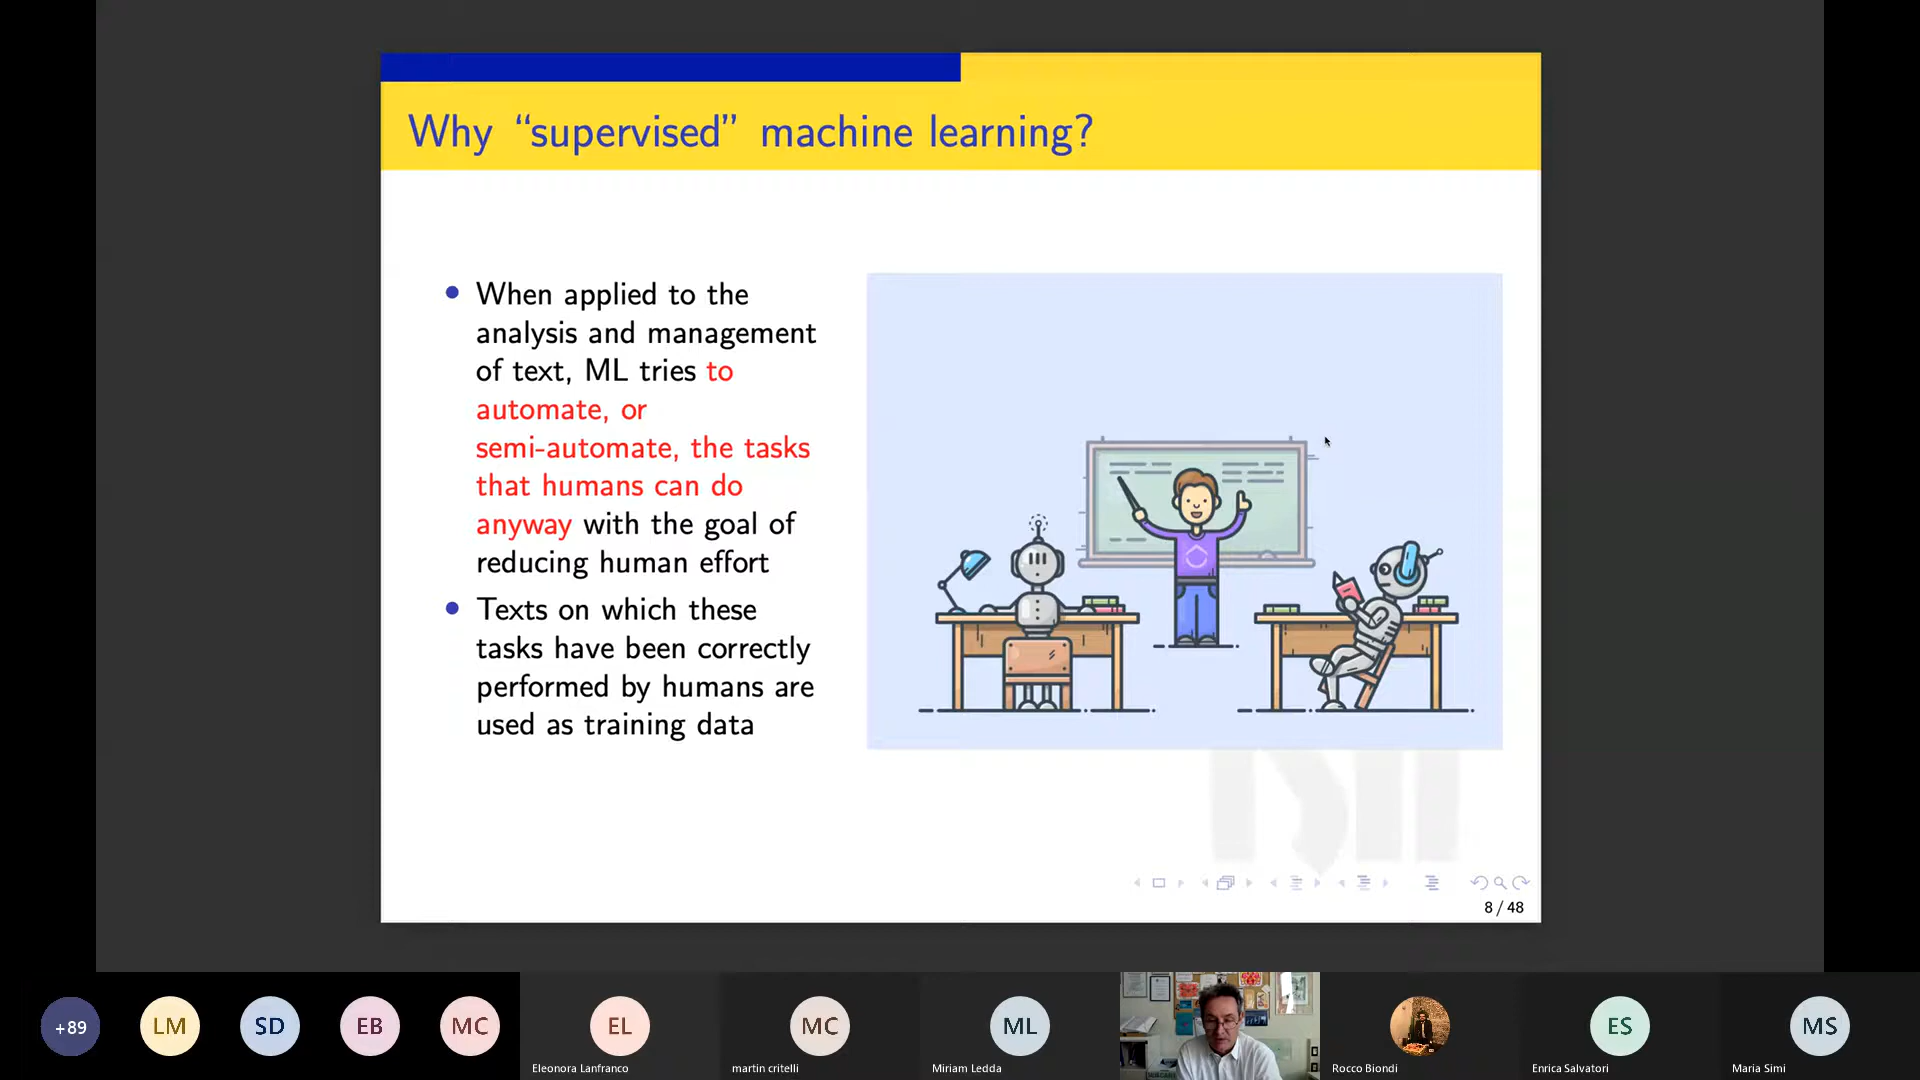 Why “supervised” machine learning?
When applied to the
analysis and management
of text, ML tries to
automate, or
semi-automate, the tasks
that humans can do
anyway with the goal of
reducing human effort
Texts on which these
tasks have been correctly
performed by humans are
used as training data
8 / 48
+89
LM
SD
EB
MC
EL
Eleonora Lanfranco
MC
martin critelli
ML
Miriam Ledda
Rocco Biondi
ES
Enrica Salvatori
MS
Maria Simi